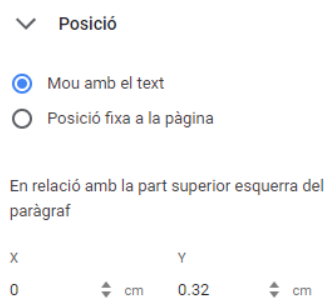 Posició
Mou amb el text
Posició fixa a la pàgina
En relació amb la part superior esquerra del
paràgraf
X Y
0 cm 0.32 cm